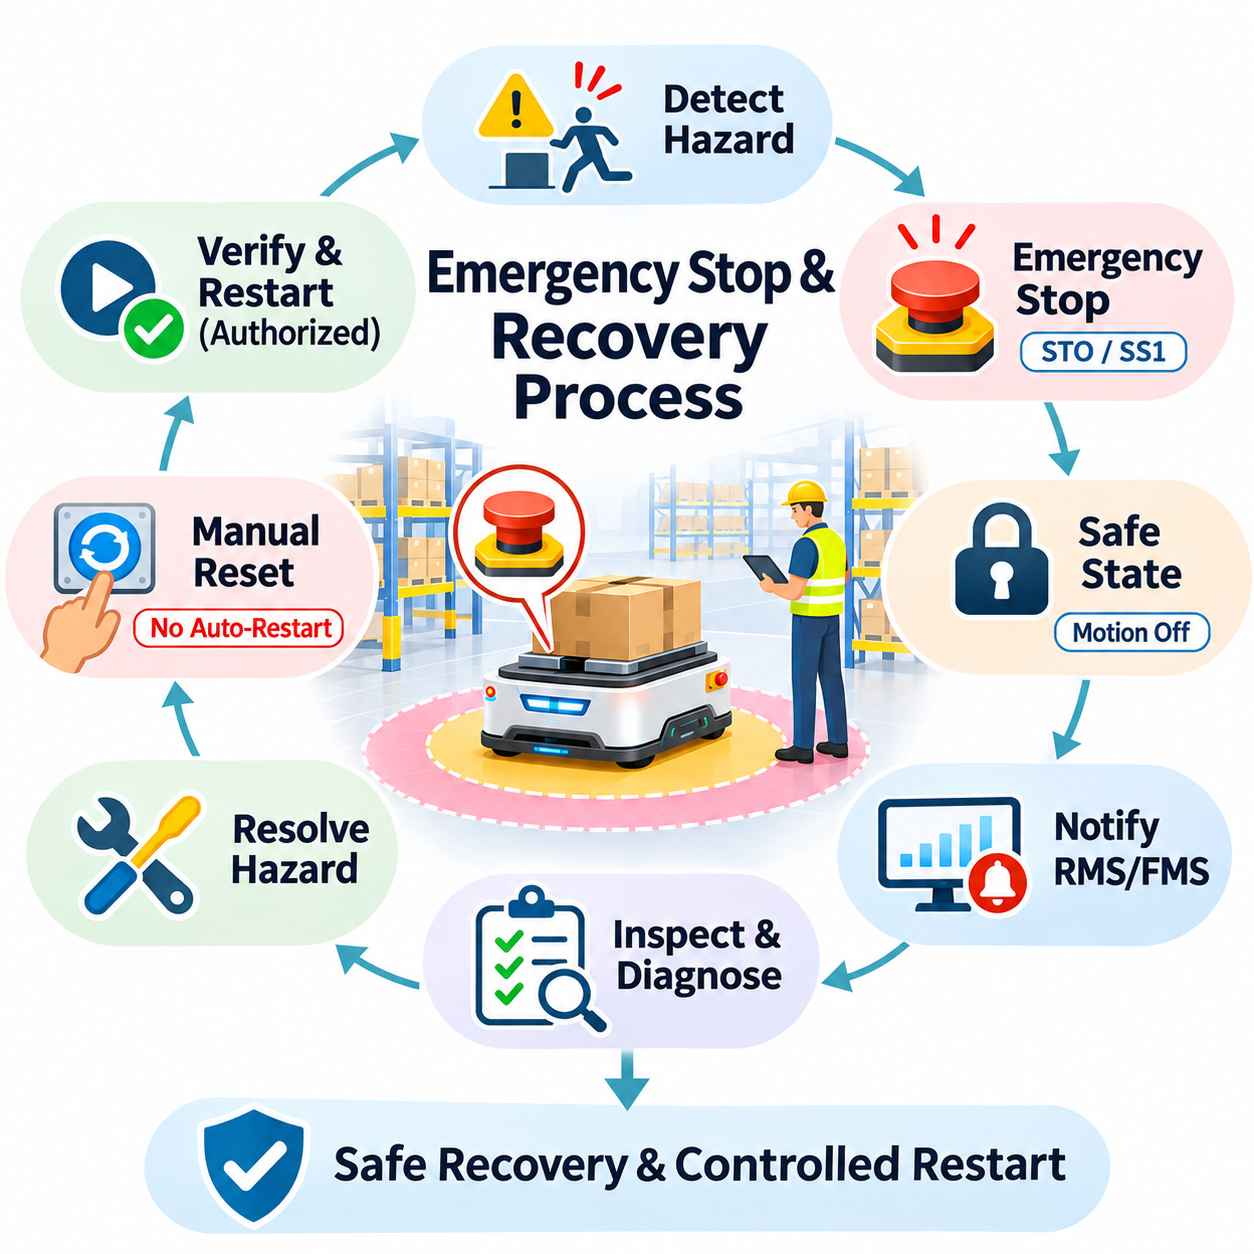 Detect
Hazard
Emergency Stop &
Recovery
Process
Emergency
Stop
STO / SS1
Safe
State
Motion Off
Notify
RMS/FMS
Inspect &
Diagnose
Resolve
Hazard
Manual
Reset
No Auto-Restart
Verify &
Restart
(Authorized)
Safe Recovery & Controlled Restart